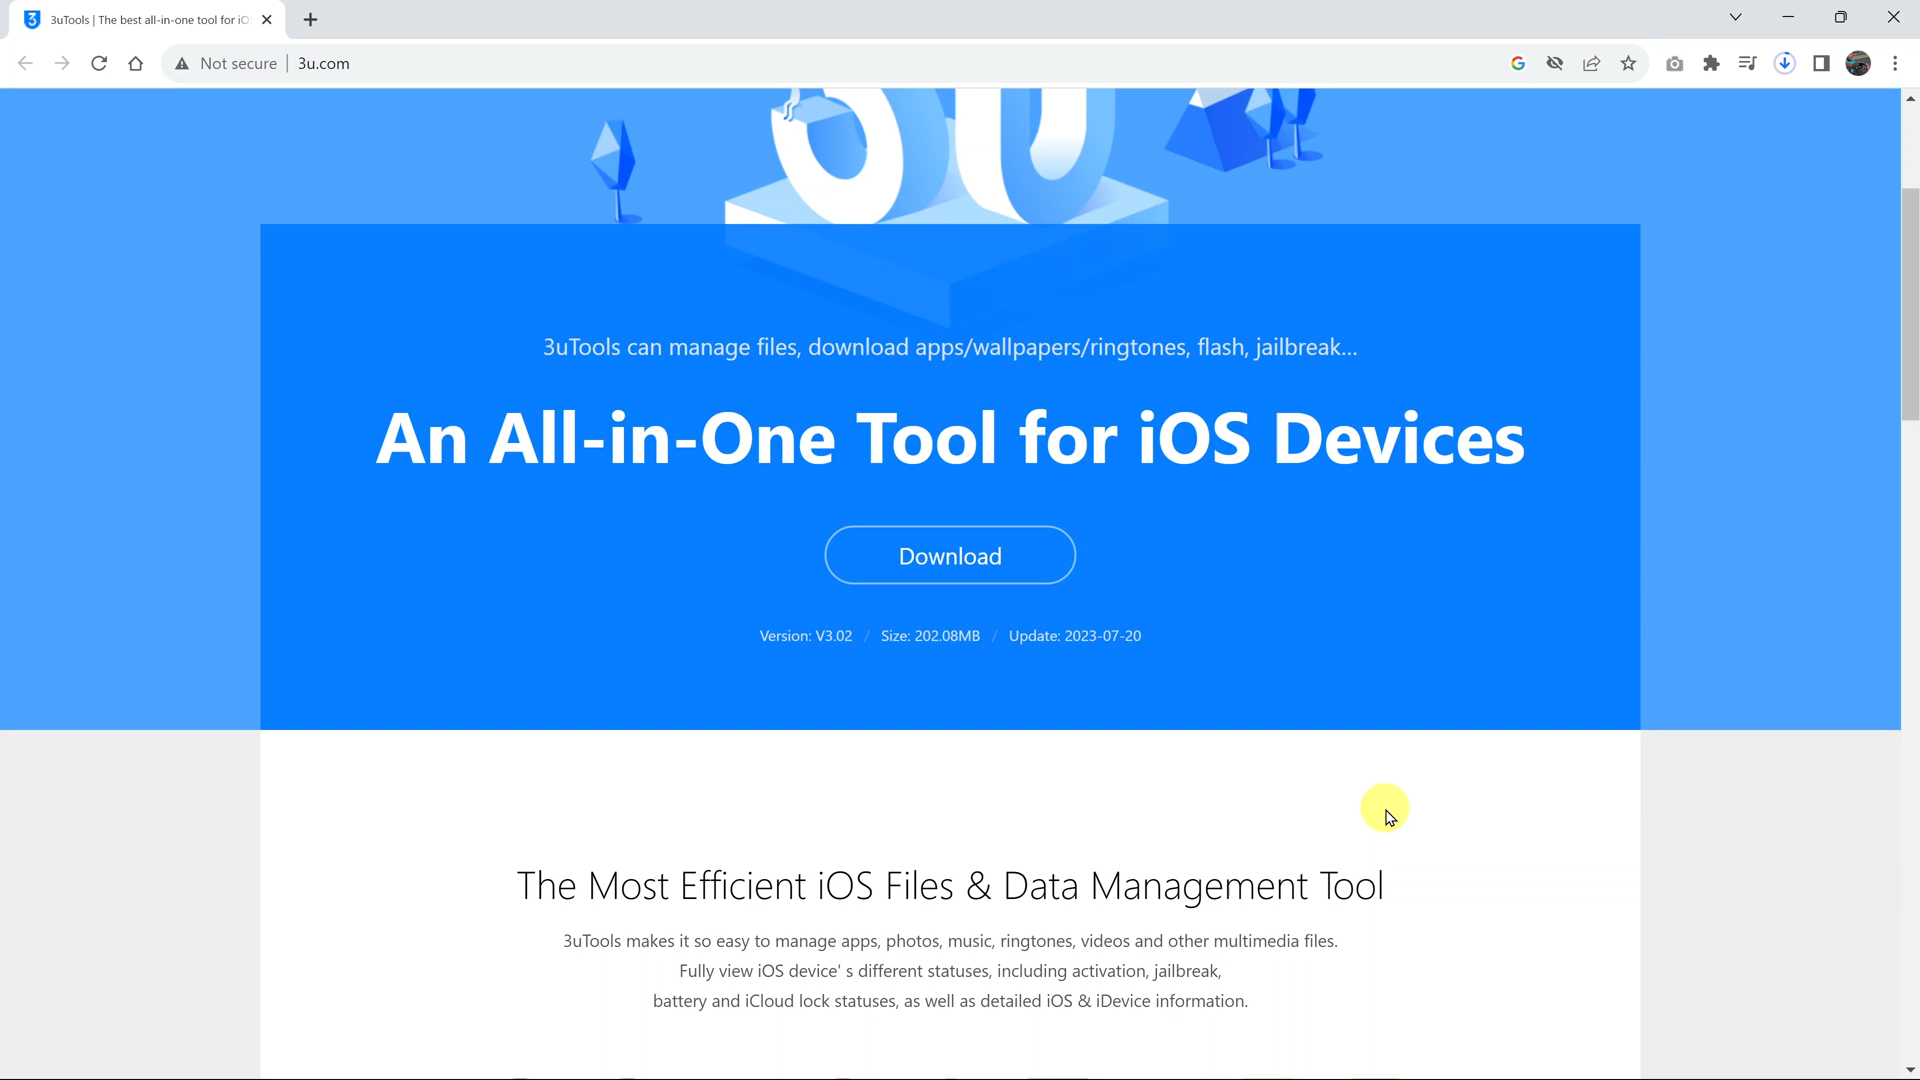 3uTools | The best all-in-one tool for iO
Not secure
3u.com
3U
3uTools can manage files, download apps/wallpapers/ringtones, flash, jailbreak...
An All-in-One Tool for iOS Devices
Download
Version: V3.02 / Size: 202.08MB / Update: 2023-07-20
The Most Efficient iOS Files & Data Management Tool
3uTools makes it so easy to manage apps, photos, music, ringtones, videos and other multimedia files.
Fully view iOS device' s different statuses, including activation, jailbreak,
battery and iCloud lock statuses, as well as detailed iOS & iDevice information.